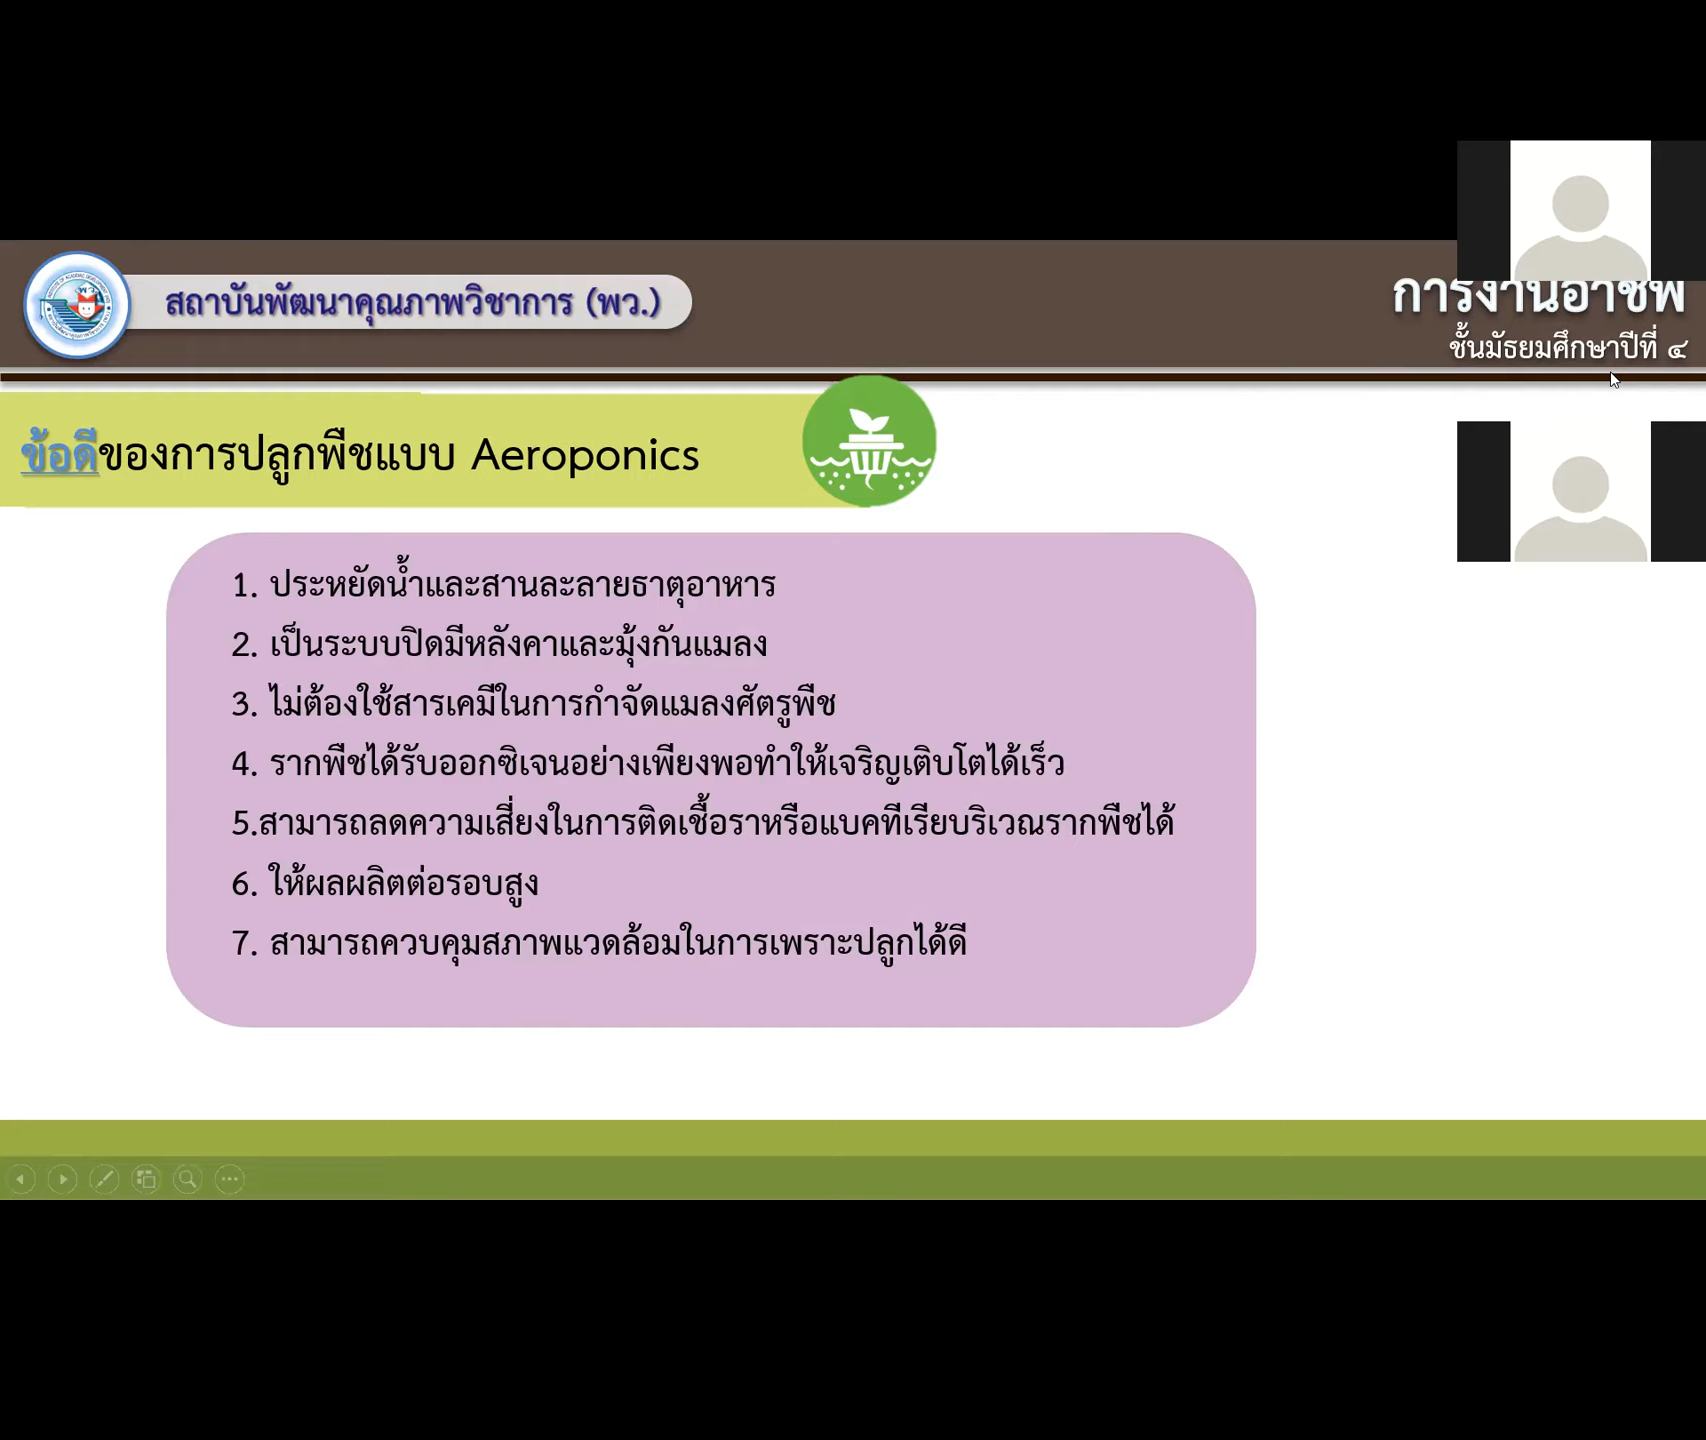 สถาบันพัฒนาคุณภาพวิชาการ (พว.)
การงานอาชีพ
ชั้นมัธยมศึกษาปีที่ ๔
ข้อดีของการปลูกพืชแบบ Aeroponics
1. ประหยัดน้ำและสานละลายธาตุอาหาร
2. เป็นระบบปิดมีหลังคาและมุ้งกันแมลง
3. ไม่ต้องใช้สารเคมีในการกำจัดแมลงศัตรูพืช
4. รากพืชได้รับออกซิเจนอย่างเพียงพอทำให้เจริญเติบโตได้เร็ว
5.สามารถลดความเสี่ยงในการติดเชื้อราหรือแบคทีเรียบริเวณรากพืชได้
6. ให้ผลผลิตต่อรอบสูง
7. สามารถควบคุมสภาพแวดล้อมในการเพราะปลูกได้ดี